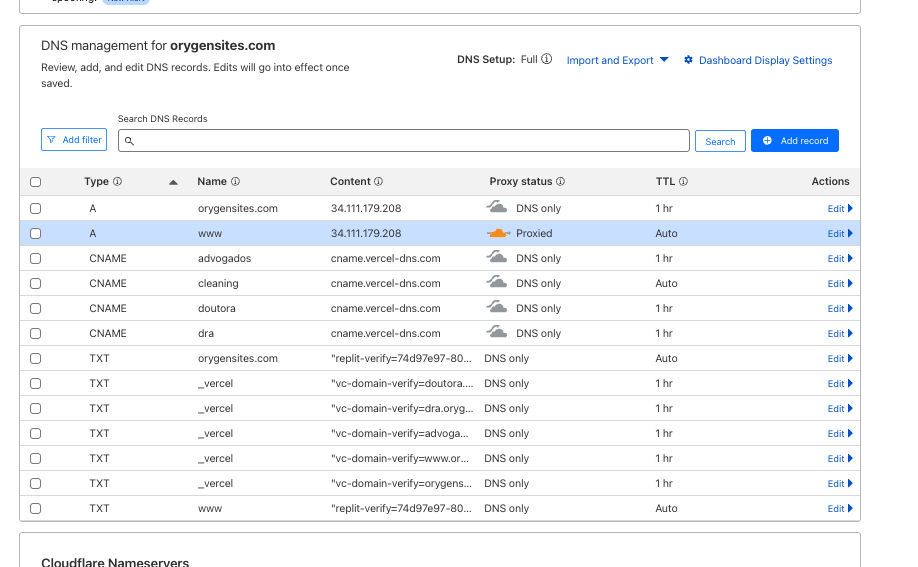 DNS management for orygensites.com
Review, add, and edit DNS records. Edits will go into effect once
saved.
DNS Setup: Full Import and Export Dashboard Display Settings
Search DNS Records
Add filter Search Add record
Type Name Content Proxy status TTL Actions
A orygensites.com 34.111.179.208 DNS only 1 hr Edit
A www 34.111.179.208 Proxied Auto Edit
CNAME advogados cname.vercel-dns.com DNS only 1 hr Edit
CNAME cleaning cname.vercel-dns.com DNS only Auto Edit
CNAME doutora cname.vercel-dns.com DNS only 1 hr Edit
CNAME dra cname.vercel-dns.com DNS only 1 hr Edit
TXT orygensites.com "replit-verify=74d97e97-80... DNS only Auto Edit
TXT _vercel "vc-domain-verify=doutora.... DNS only 1 hr Edit
TXT _vercel "vc-domain-verify=dra.oryg... DNS only 1 hr Edit
TXT _vercel "vc-domain-verify=advoga... DNS only 1 hr Edit
TXT _vercel "vc-domain-verify=www.or... DNS only 1 hr Edit
TXT _vercel "vc-domain-verify=orygens... DNS only 1 hr Edit
TXT www "replit-verify=74d97e97-80... DNS only Auto Edit
Cloudflare Nameservers